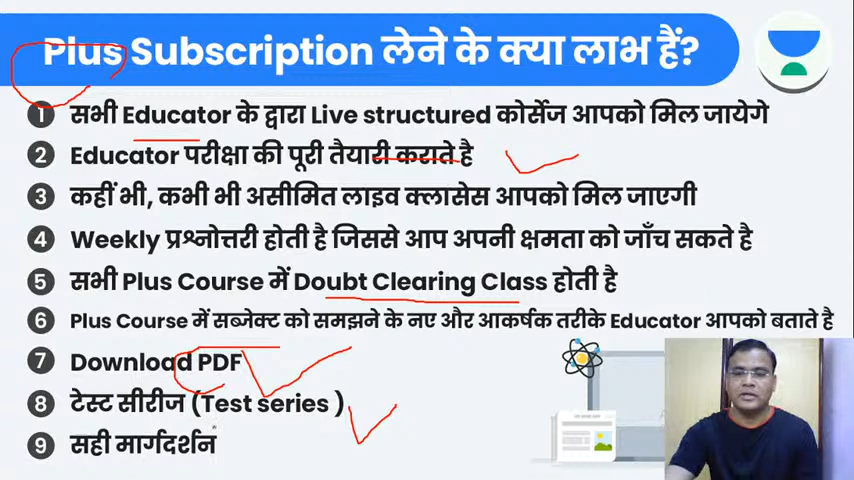 Plus Subscription लेने के क्या लाभ हैं?
1 सभी Educator के द्वारा Live structured कोर्सेज आपको मिल जायेगे
2 Educator परीक्षा की पूरी तैयारी कराते है
3 कहीं भी, कभी भी असीमित लाइव क्लासेस आपको मिल जाएगी
4 Weekly प्रश्नोत्तरी होती है जिससे आप अपनी क्षमता को जाँच सकते है
5 सभी Plus Course में Doubt Clearing Class होती है
6 Plus Course में सब्जेक्ट को समझने के नए और आकर्षक तरीके Educator आपको बताते है
7 Download PDF
8 टेस्ट सीरीज (Test series )
9 सही मार्गदर्शन